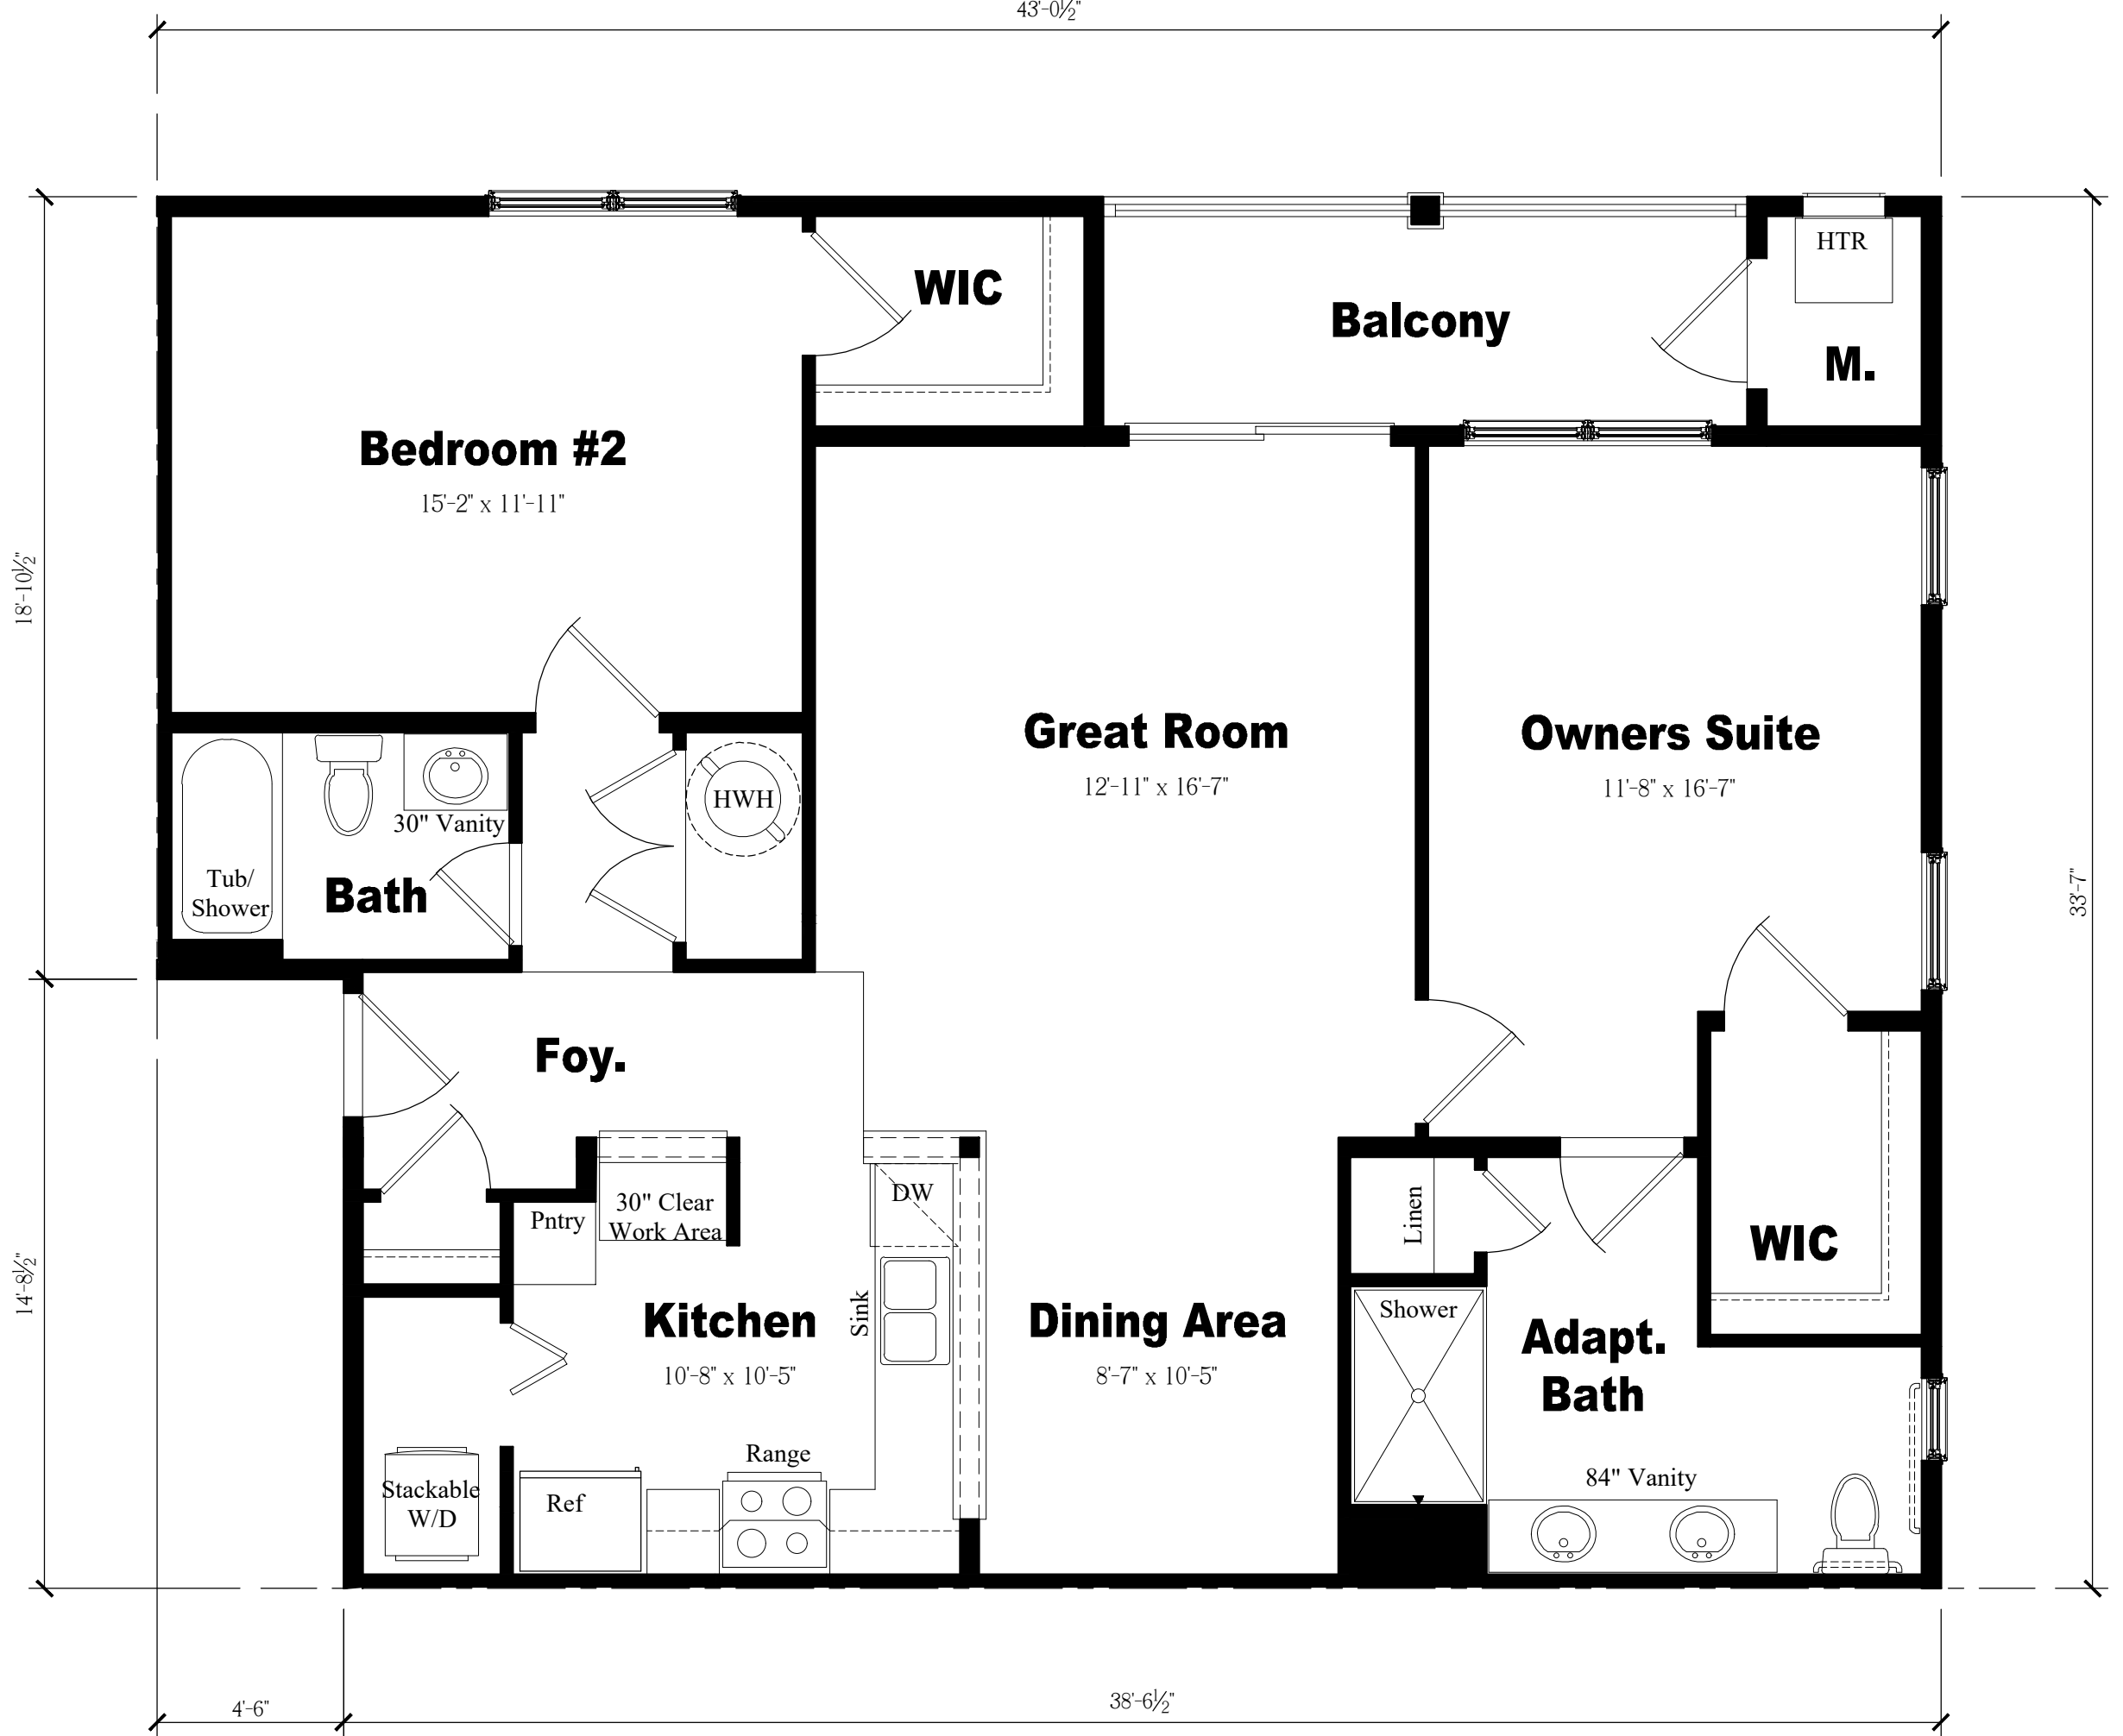 43'-0½"
HTR
WIC
Balcony
M.
Bedroom #2
15'-2" x 11'-11"
18'-10½"
Great Room
12'-11" x 16'-7"
Owners Suite
11'-8" x 16'-7"
HWH
30" Vanity
Tub/
Shower
Bath
33'-7"
Foy.
DW
30" Clear
Work Area
Pntry
Linen
WIC
14'-8½"
Kitchen
10'-8" x 10'-5"
Sink
Dining Area
8'-7" x 10'-5"
Shower
Adapt.
Bath
Range
84" Vanity
Stackable
W/D
Ref
4'-6"
38'-6½"